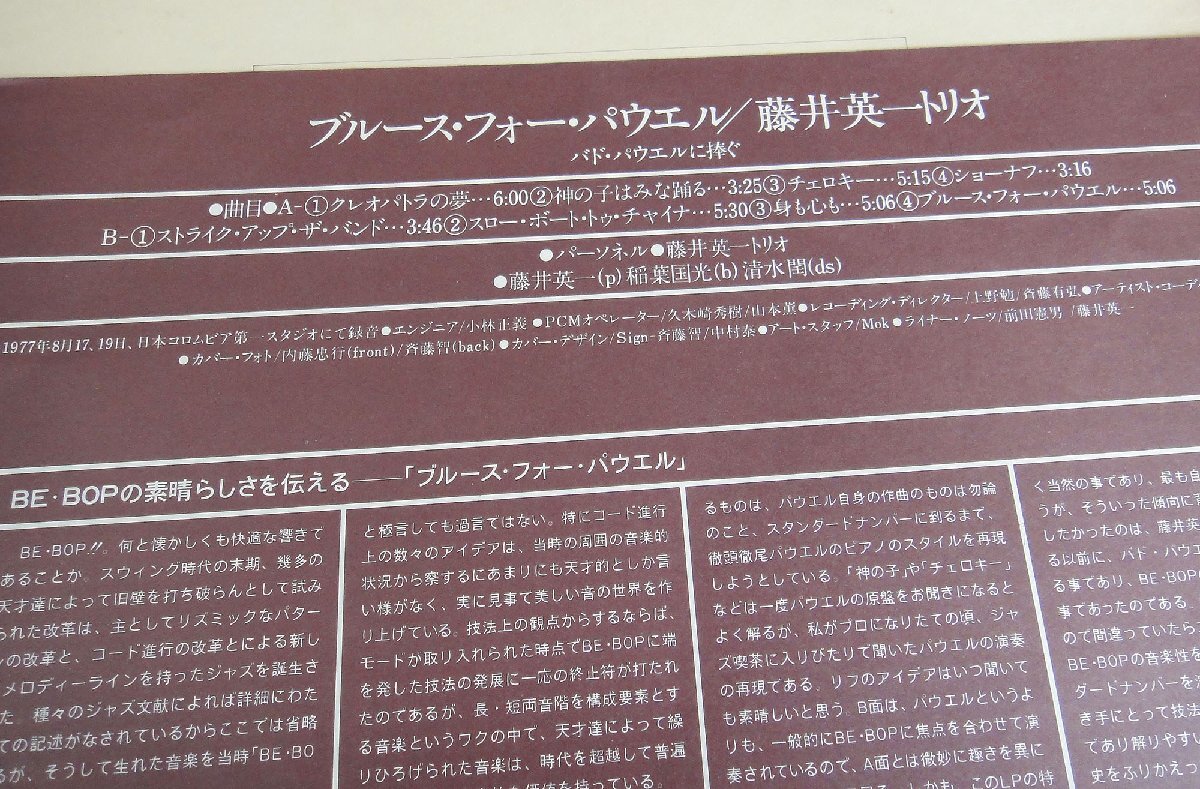 ブルース・フォー・パウエル/藤井英一トリオ
バド・パウエルに捧ぐ
●曲目●A-①クレオパトラの夢…6:00②神の子はみな踊る…3:25③チェロキー…5:15④ショーナフ…3:16
B-①ストライク・アップ・ザ・バンド…3:46②スロー・ボート・トゥ・チャイナ…5:30③身も心も…5:06④ブルース・フォー・パウエル…5:06
●パーソネル●藤井英一トリオ
●藤井英一(p)稲葉国光(b)清水閏(ds)
1977年8月17、19日、日本コロムビア第一スタジオにて録音●エンジニア/小林正義●PCMオペレーター/久木崎秀樹/山本薫●レコーディング・ディレクター/上野勉/斉藤有弘●アーティスト・コーデ
●カバー・フォト/内藤忠行(front)/斉藤智(back)●カバー・デザイン/Sign-斉藤智/中村泰●アート・スタッフ/Mok●ライナー・ノーツ/前田憲男/藤井英一
BE・BOPの素晴らしさを伝える——「ブルース・フォー・パウエル」
BE・BOP!!。何と懐かしくも快適な響きで
あることか。スウィング時代の末期、幾多の
天才達によって旧壁を打ち破らんとして試み
られた改革は、主としてリズミックなパター
ンの改革と、コード進行の改革とによる新し
メロディーラインを持ったジャズを誕生さ
た。種々のジャズ文献によれば詳細にわた
ての記述がなされているからここでは省略
るが、そうして生れた音楽を当時「BE・BO
と極言しても過言ではない。特にコード進行
上の数々のアイデアは、当時の周囲の音楽的
状況から察するにあまりにも天才的としか言
い様がなく、実に見事で美しい音の世界を作
り上げている。技法上の観点からするならば、
モードが取り入れられた時点でBE・BOPに端
を発した技法の発展に一応の終止符が打たれ
たのであるが、長・短両音階を構成要素とす
る音楽というワクの中で、天才達によって繰
りひろげられた音楽は、時代を超越して普遍
的な価値を持っている。
るものは、パウエル自身の作曲のものは勿論
のこと、スタンダードナンバーに到るまで、
徹頭徹尾パウエルのピアノのスタイルを再現
しようとしている。「神の子」や「チェロキー」
などは一度パウエルの原盤をお聞きになると
よく解るが、私がプロになりたての頃、ジャ
ズ喫茶に入りびたりで聞いたパウエルの演奏
の再現である。リフのアイデアはいつ聞いて
も素晴しいと思う。B面は、パウエルというよ
りも、一般的にBE・BOPに焦点を合わせて演
奏されているので、A面とは微妙に趣きを異に
しかも、このLPの特
く当然の事であり、最も自
うが、そういった傾向に
したかったのは、藤井英
る以前に、バド・パウエ
る事であり、BE・BOP
事であったのである。
ので間違っていたら
BE・BOPの音楽性を
ダードナンバーを
き手にとって技法
であり解りやすい
史をふりかえっ